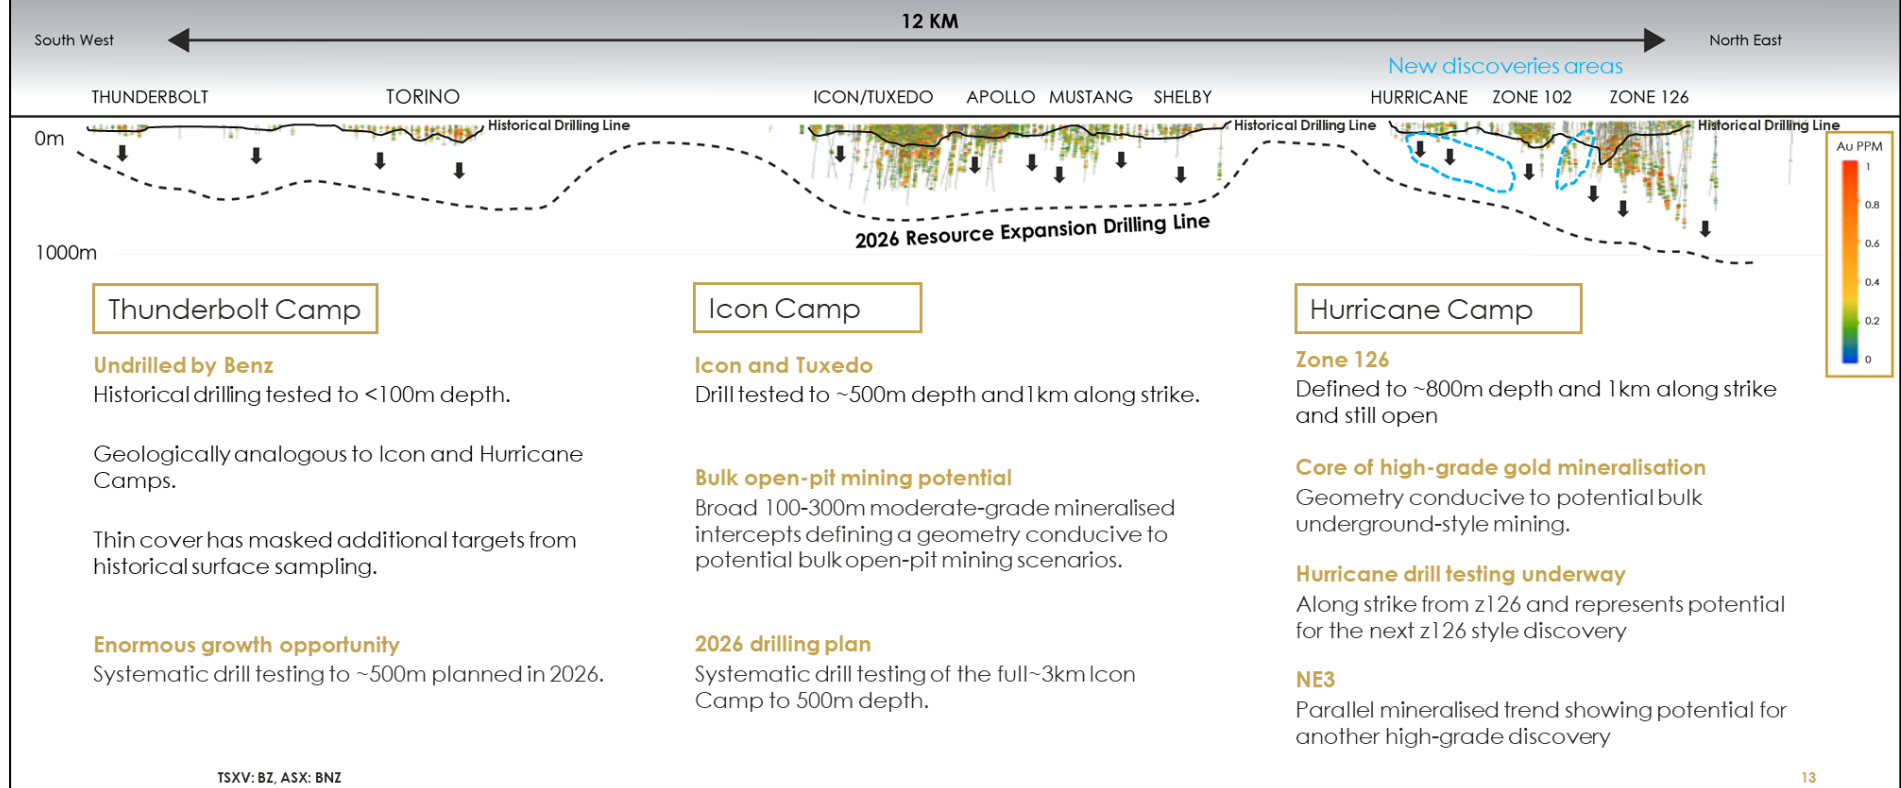 12 KM
South West
North East
New discoveries areas
THUNDERBOLT
TORINO
ICON/TUXEDO
APOLLO
MUSTANG
SHELBY
HURRICANE
ZONE 102
ZONE 126
0m
Historical Drilling Line
Historical Drilling Line
Historical Drilling Line
Au PPM
1
0.8
0.6
0.4
0.2
0
2026 Resource Expansion Drilling Line
1000m
Thunderbolt Camp
Undrilled by Benz
Historical drilling tested to <100m depth.
Geologically analogous to Icon and Hurricane
Camps.
Thin cover has masked additional targets from
historical surface sampling.
Enormous growth opportunity
Systematic drill testing to ~500m planned in 2026.
Icon Camp
Icon and Tuxedo
Drill tested to ~500m depth and 1km along strike.
Bulk open-pit mining potential
Broad 100-300m moderate-grade mineralised
intercepts defining a geometry conducive to
potential bulk open-pit mining scenarios.
2026 drilling plan
Systematic drill testing of the full~3km Icon
Camp to 500m depth.
Hurricane Camp
Zone 126
Defined to ~800m depth and 1km along strike
and still open
Core of high-grade gold mineralisation
Geometry conducive to potential bulk
underground-style mining.
Hurricane drill testing underway
Along strike from z126 and represents potential
for the next z126 style discovery
NE3
Parallel mineralised trend showing potential for
another high-grade discovery
TSXV: BZ, ASX: BNZ
13